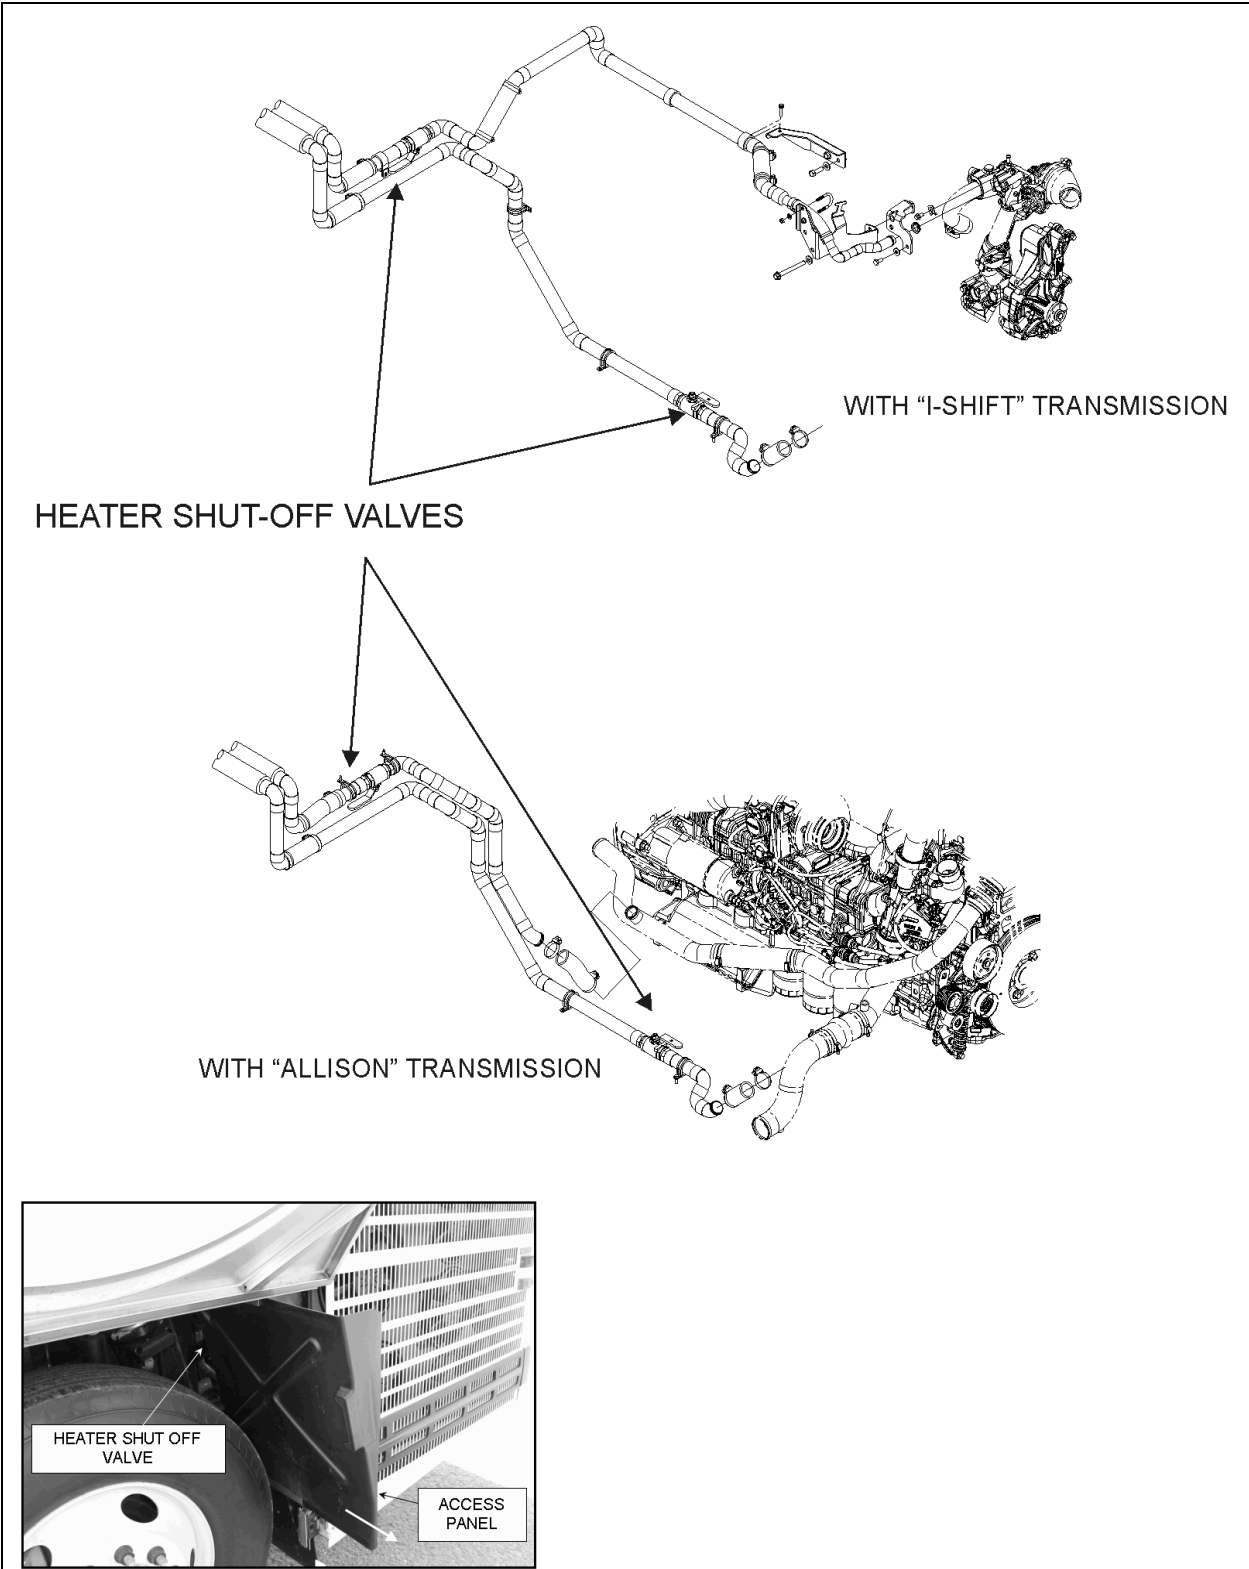 WITH “I-SHIFT” TRANSMISSION
HEATER SHUT-OFF VALVES
WITH “ALLISON” TRANSMISSION
HEATER SHUT OFF
VALVE
ACCESS
PANEL